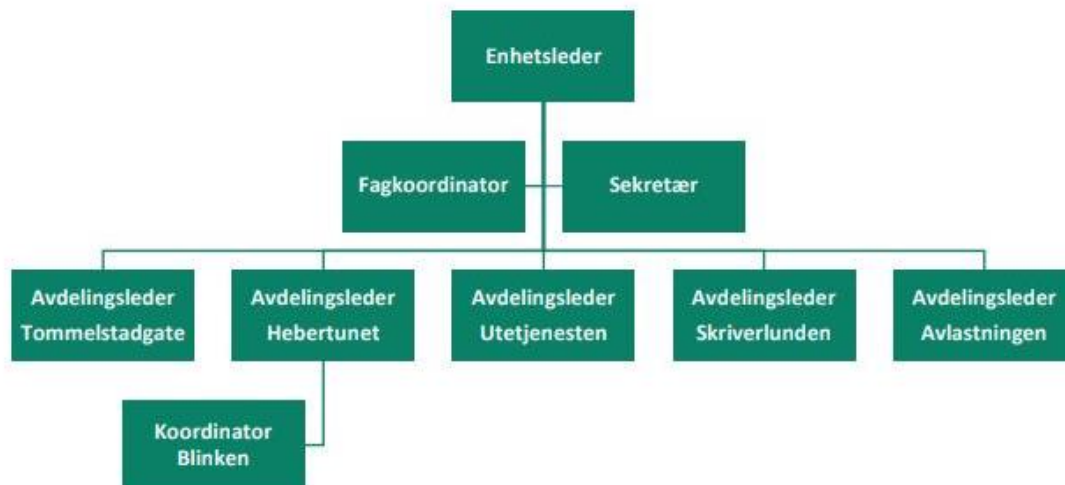 Enhetsleder
Fagkoordinator
Sekretær
Avdelingsleder
Tommelstadgate
Avdelingsleder
Hebertunet
Avdelingsleder
Utetjenesten
Avdelingsleder
Skriverlunden
Avdelingsleder
Avlastningen
Koordinator
Blinken